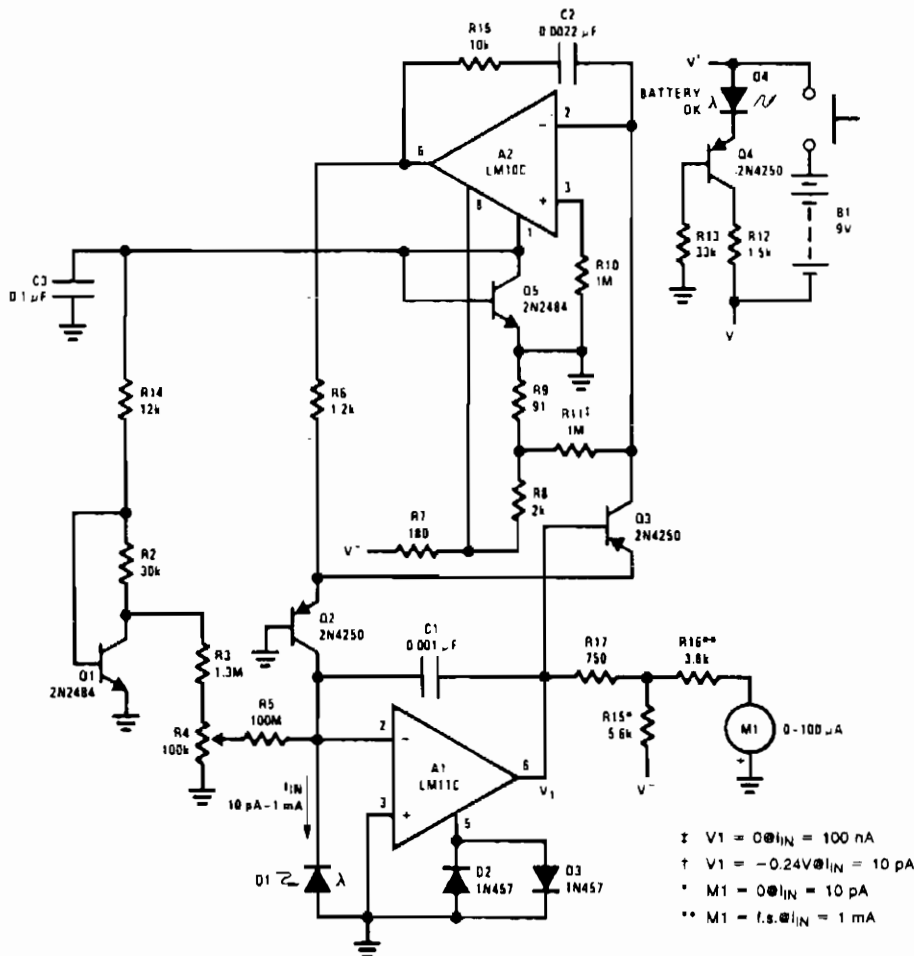 R15
10k
C2
0.0022 μF
V+
D4
BATTERY
OK
λ
Q4
2N4250
B1
9V
R13
33k
R12
1.5k
V
A2
LM10C
2
6
8
3
+
1
R10
1M
C3
0.1 μF
Q5
2N2484
R14
12k
R6
1.2k
R9
91
R11‡
1M
R8
2k
R7
180
V−
Q3
2N4250
R2
30k
Q2
2N4250
C1
0.001 μF
R17
750
R16**
3.8k
Q1
2N2484
R3
1.3M
R4
100k
R5
100M
R15*
5.6k
M1
0-100 μA
+
V−
2
A1
LM11C
6
V1
3
+
5
IIN
10 pA-1 mA
D1
λ
D2
1N457
D3
1N457
‡ V1 = 0@IIN = 100 nA
† V1 = −0.24V@IIN = 10 pA
* M1 = 0@IIN = 10 pA
** M1 = f.s.@IIN = 1 mA